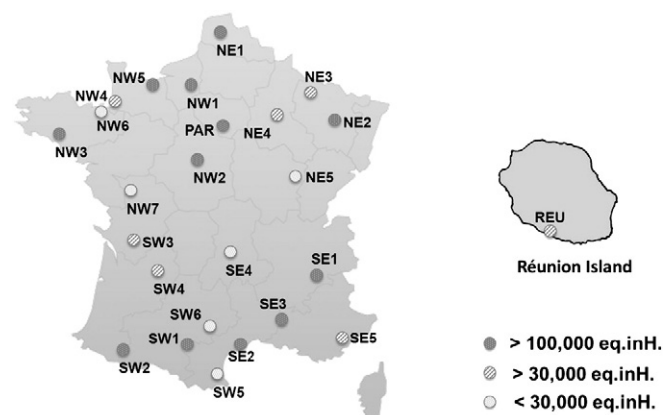 NE1
NE3
NW5
NW4
NW1
NW6
PAR
NE4
NE2
NW3
NW2
NE5
NW7
REU
SW3
SE4
SE1
Réunion Island
SW4
SW6
SE3
SW1
SE2
SE5
SW2
SW5
> 100,000 eq.inH.
> 30,000 eq.inH.
< 30,000 eq.inH.